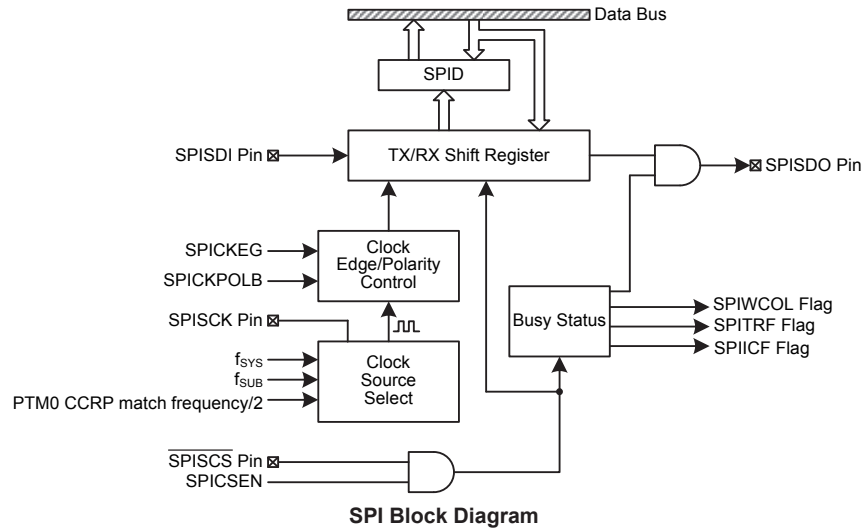 Data Bus
SPID
SPISDI Pin
TX/RX Shift Register
SPISDO Pin
SPICKEG
SPICKPOLB
Clock
Edge/Polarity
Control
SPISCK Pin
Busy Status
SPIWCOL Flag
SPITRF Flag
SPIICF Flag
fSYS
fSUB
PTM0 CCRP match frequency/2
Clock
Source
Select
SPISCS Pin
SPICSEN
SPI Block Diagram